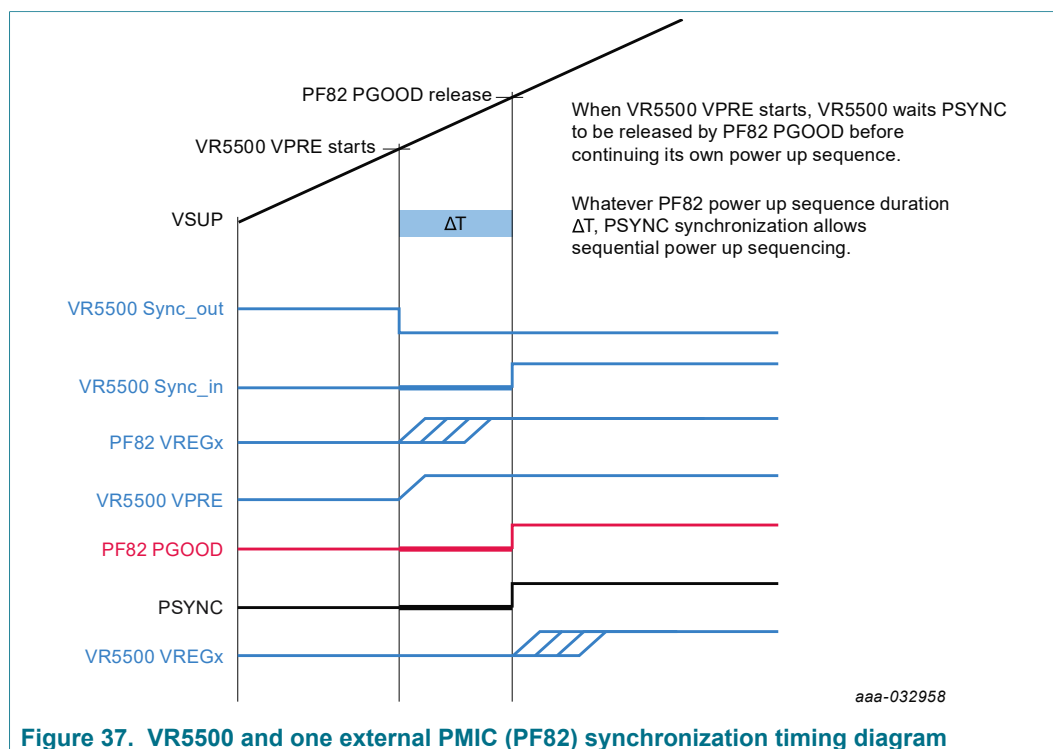 PF82 PGOOD release
When VR5500 VPRE starts, VR5500 waits PSYNC
to be released by PF82 PGOOD before
continuing its own power up sequence.
VR5500 VPRE starts
Whatever PF82 power up sequence duration
ΔT, PSYNC synchronization allows
sequential power up sequencing.
VSUP
ΔT
VR5500 Sync_out
VR5500 Sync_in
PF82 VREGx
VR5500 VPRE
PF82 PGOOD
PSYNC
VR5500 VREGx
aaa-032958
Figure 37. VR5500 and one external PMIC (PF82) synchronization timing diagram